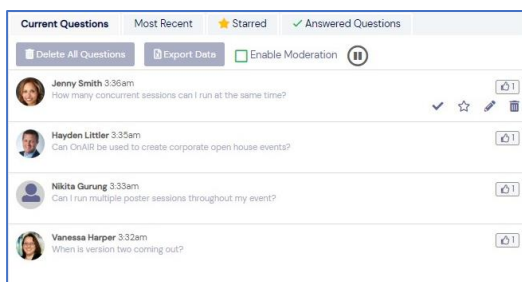 Current Questions Most Recent Starred Answered Questions
Delete All Questions Export Data Enable Moderation
Jenny Smith 3:36am 1
How many concurrent sessions can I run at the same time?
Hayden Littler 3:35am 1
Can OnAIR be used to create corporate open house events?
Nikita Gurung 3:33am 1
Can I run multiple poster sessions throughout my event?
Vanessa Harper 3:32am 1
When is version two coming out?